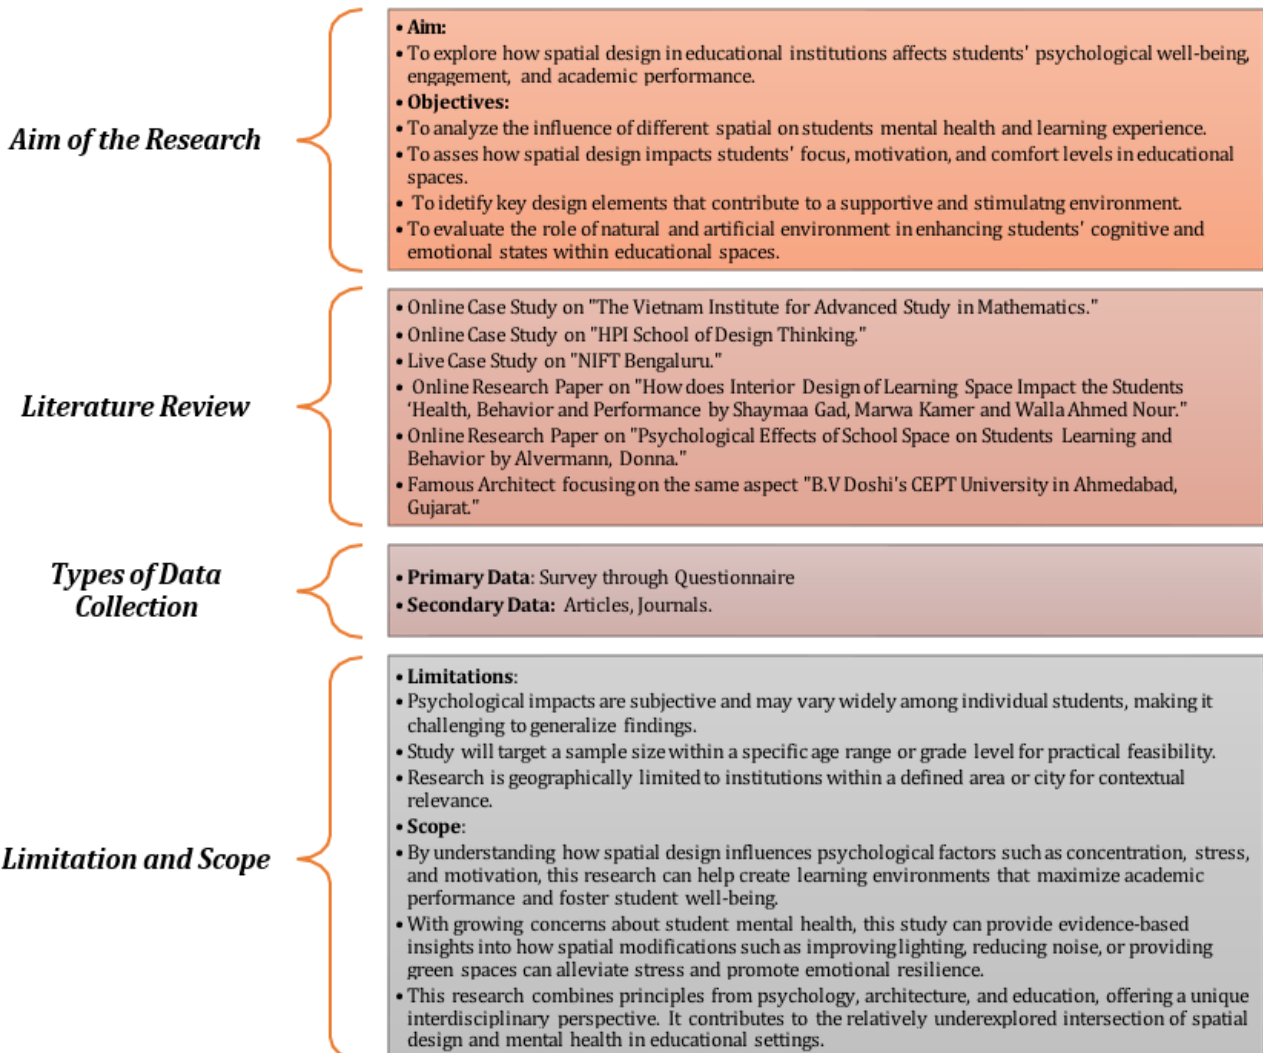 Aim of the Research
• Aim:
• To explore how spatial design in educational institutions affects students' psychological well-being,
engagement, and academic performance.
• Objectives:
• To analyze the influence of different spatial on students mental health and learning experience.
• To asses how spatial design impacts students' focus, motivation, and comfort levels in educational
spaces.
• To idetify key design elements that contribute to a supportive and stimulatng environment.
• To evaluate the role of natural and artificial environment in enhancing students' cognitive and
emotional states within educational spaces.
Literature Review
• Online Case Study on "The Vietnam Institute for Advanced Study in Mathematics."
• Online Case Study on "HPI School of Design Thinking."
• Live Case Study on "NIFT Bengaluru."
• Online Research Paper on "How does Interior Design of Learning Space Impact the Students
‘Health, Behavior and Performance by Shaymaa Gad, Marwa Kamer and Walla Ahmed Nour."
• Online Research Paper on "Psychological Effects of School Space on Students Learning and
Behavior by Alvermann, Donna."
• Famous Architect focusing on the same aspect "B.V Doshi's CEPT University in Ahmedabad,
Gujarat."
Types of Data
Collection
• Primary Data: Survey through Questionnaire
• Secondary Data: Articles, Journals.
Limitation and Scope
• Limitations:
• Psychological impacts are subjective and may vary widely among individual students, making it
challenging to generalize findings.
• Study will target a sample size within a specific age range or grade level for practical feasibility.
• Research is geographically limited to institutions within a defined area or city for contextual
relevance.
• Scope:
• By understanding how spatial design influences psychological factors such as concentration, stress,
and motivation, this research can help create learning environments that maximize academic
performance and foster student well-being.
• With growing concerns about student mental health, this study can provide evidence-based
insights into how spatial modifications such as improving lighting, reducing noise, or providing
green spaces can alleviate stress and promote emotional resilience.
• This research combines principles from psychology, architecture, and education, offering a unique
interdisciplinary perspective. It contributes to the relatively underexplored intersection of spatial
design and mental health in educational settings.